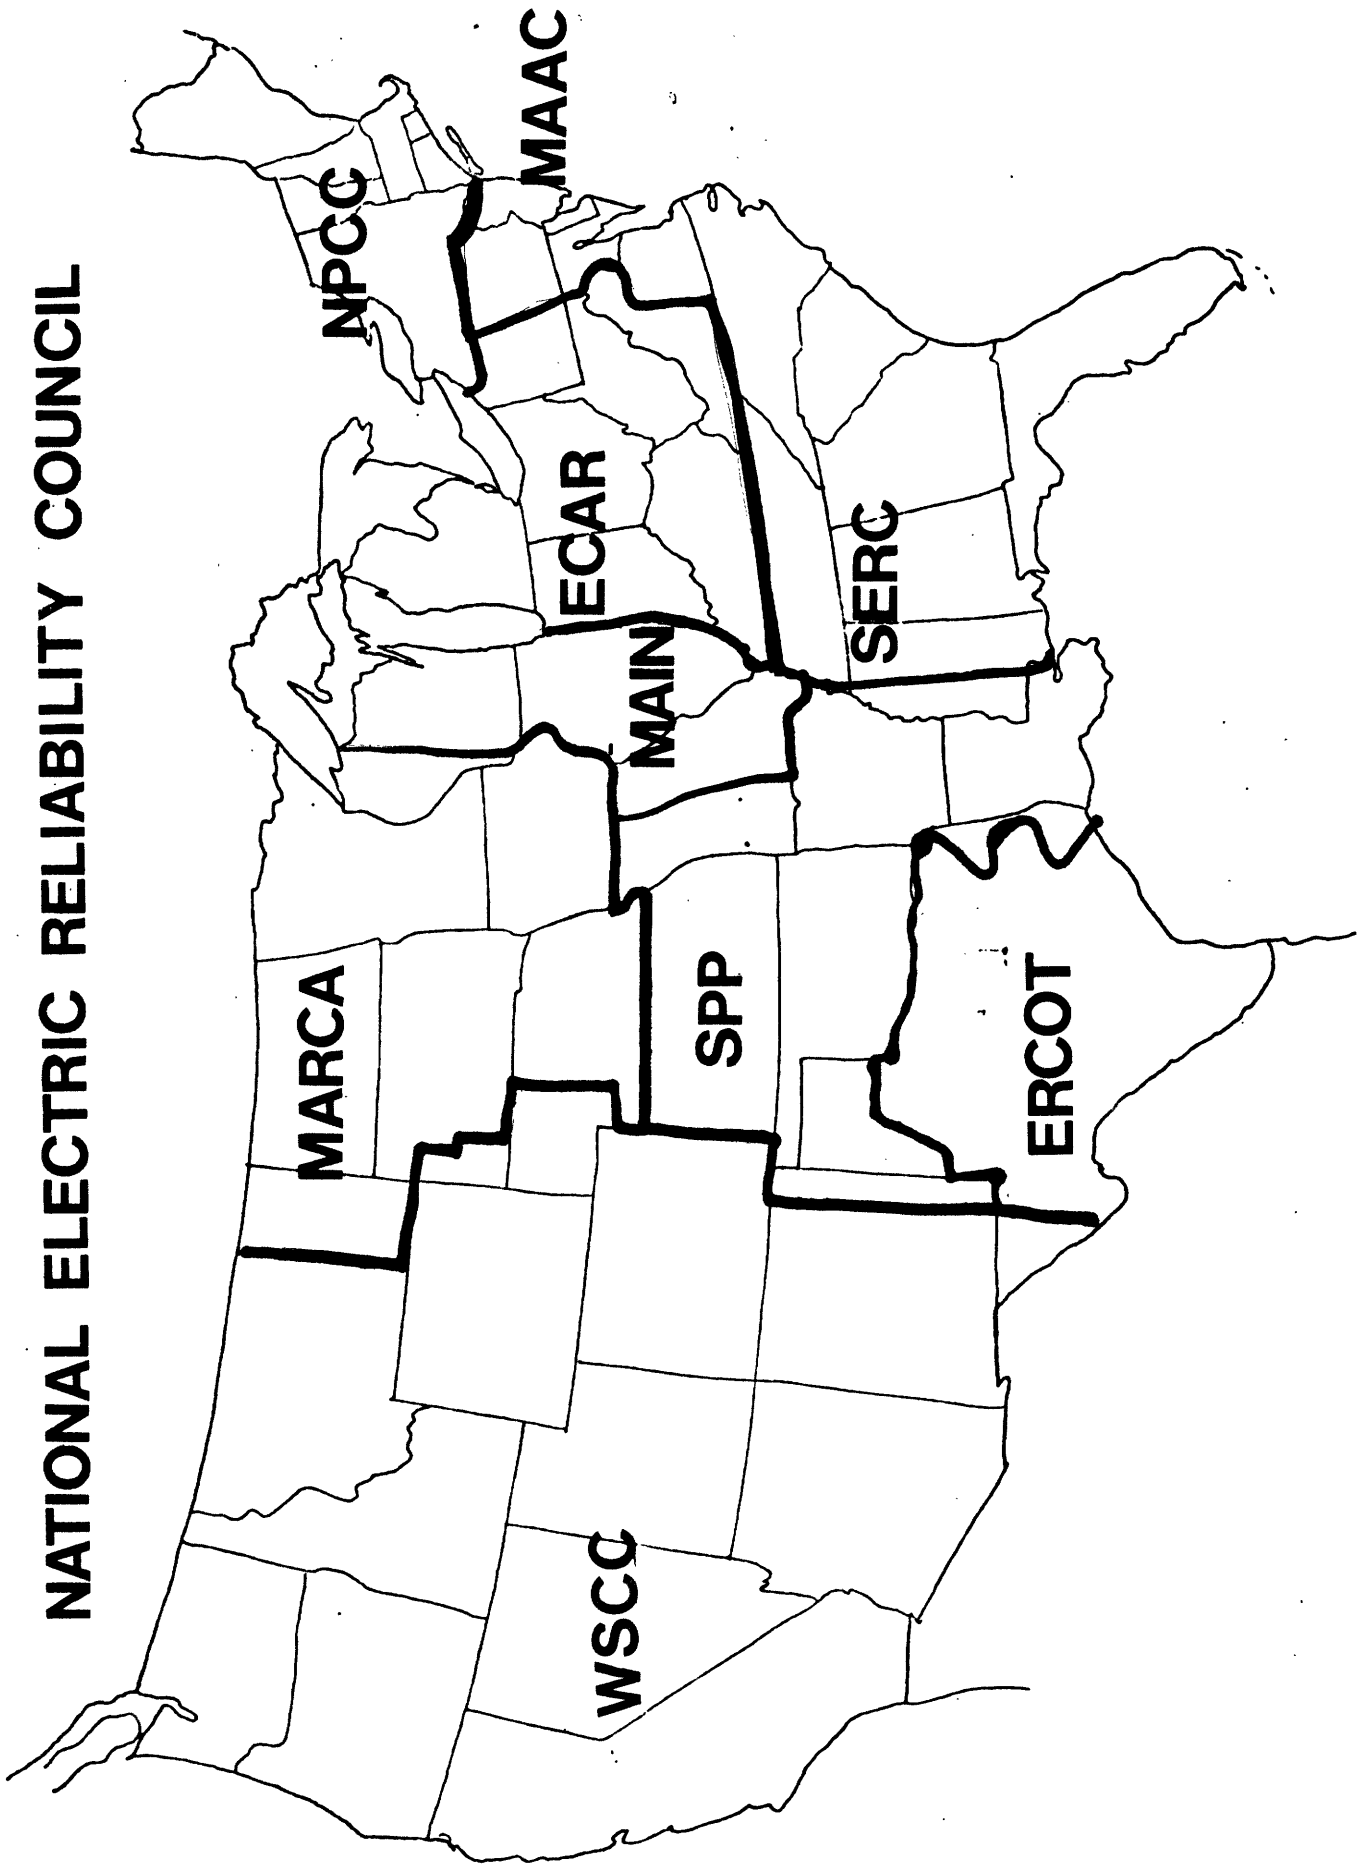 NATIONAL ELECTRIC RELIABILITY COUNCIL
NPCC
MAAC
MARCA
ECAR
MAIN
WSCC
SPP
SERC
ERCOT